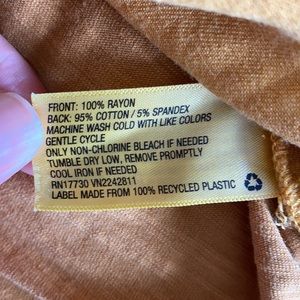 FRONT: 100% RAYON
BACK: 95% COTTON / 5% SPANDEX
MACHINE WASH COLD WITH LIKE COLORS
GENTLE CYCLE
ONLY NON-CHLORINE BLEACH IF NEEDED
TUMBLE DRY LOW, REMOVE PROMPTLY
COOL IRON IF NEEDED
RN17730 VN2242811
LABEL MADE FROM 100% RECYCLED PLASTIC